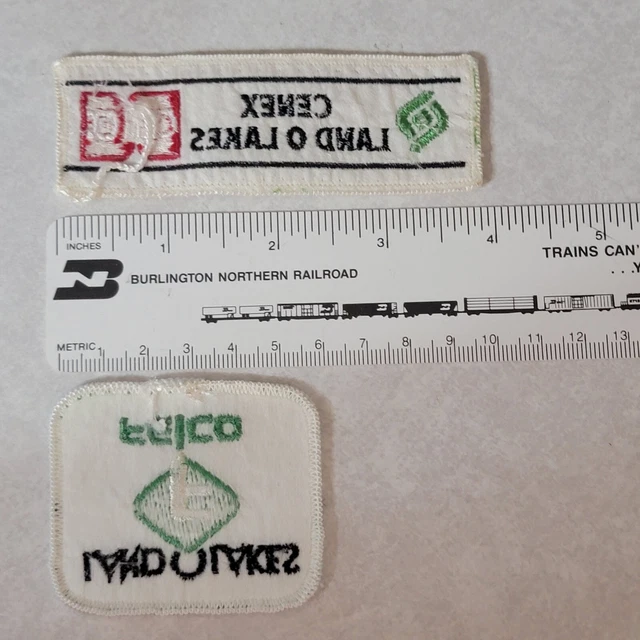 CENEX
LAND O LAKES
INCHES 1 2 3 4 5
TRAINS CAN'
BN BURLINGTON NORTHERN RAILROAD
...Y
METRIC 1 2 3 4 5 6 7 8 9 10 11 12 13
Felco
LAND O LAKES